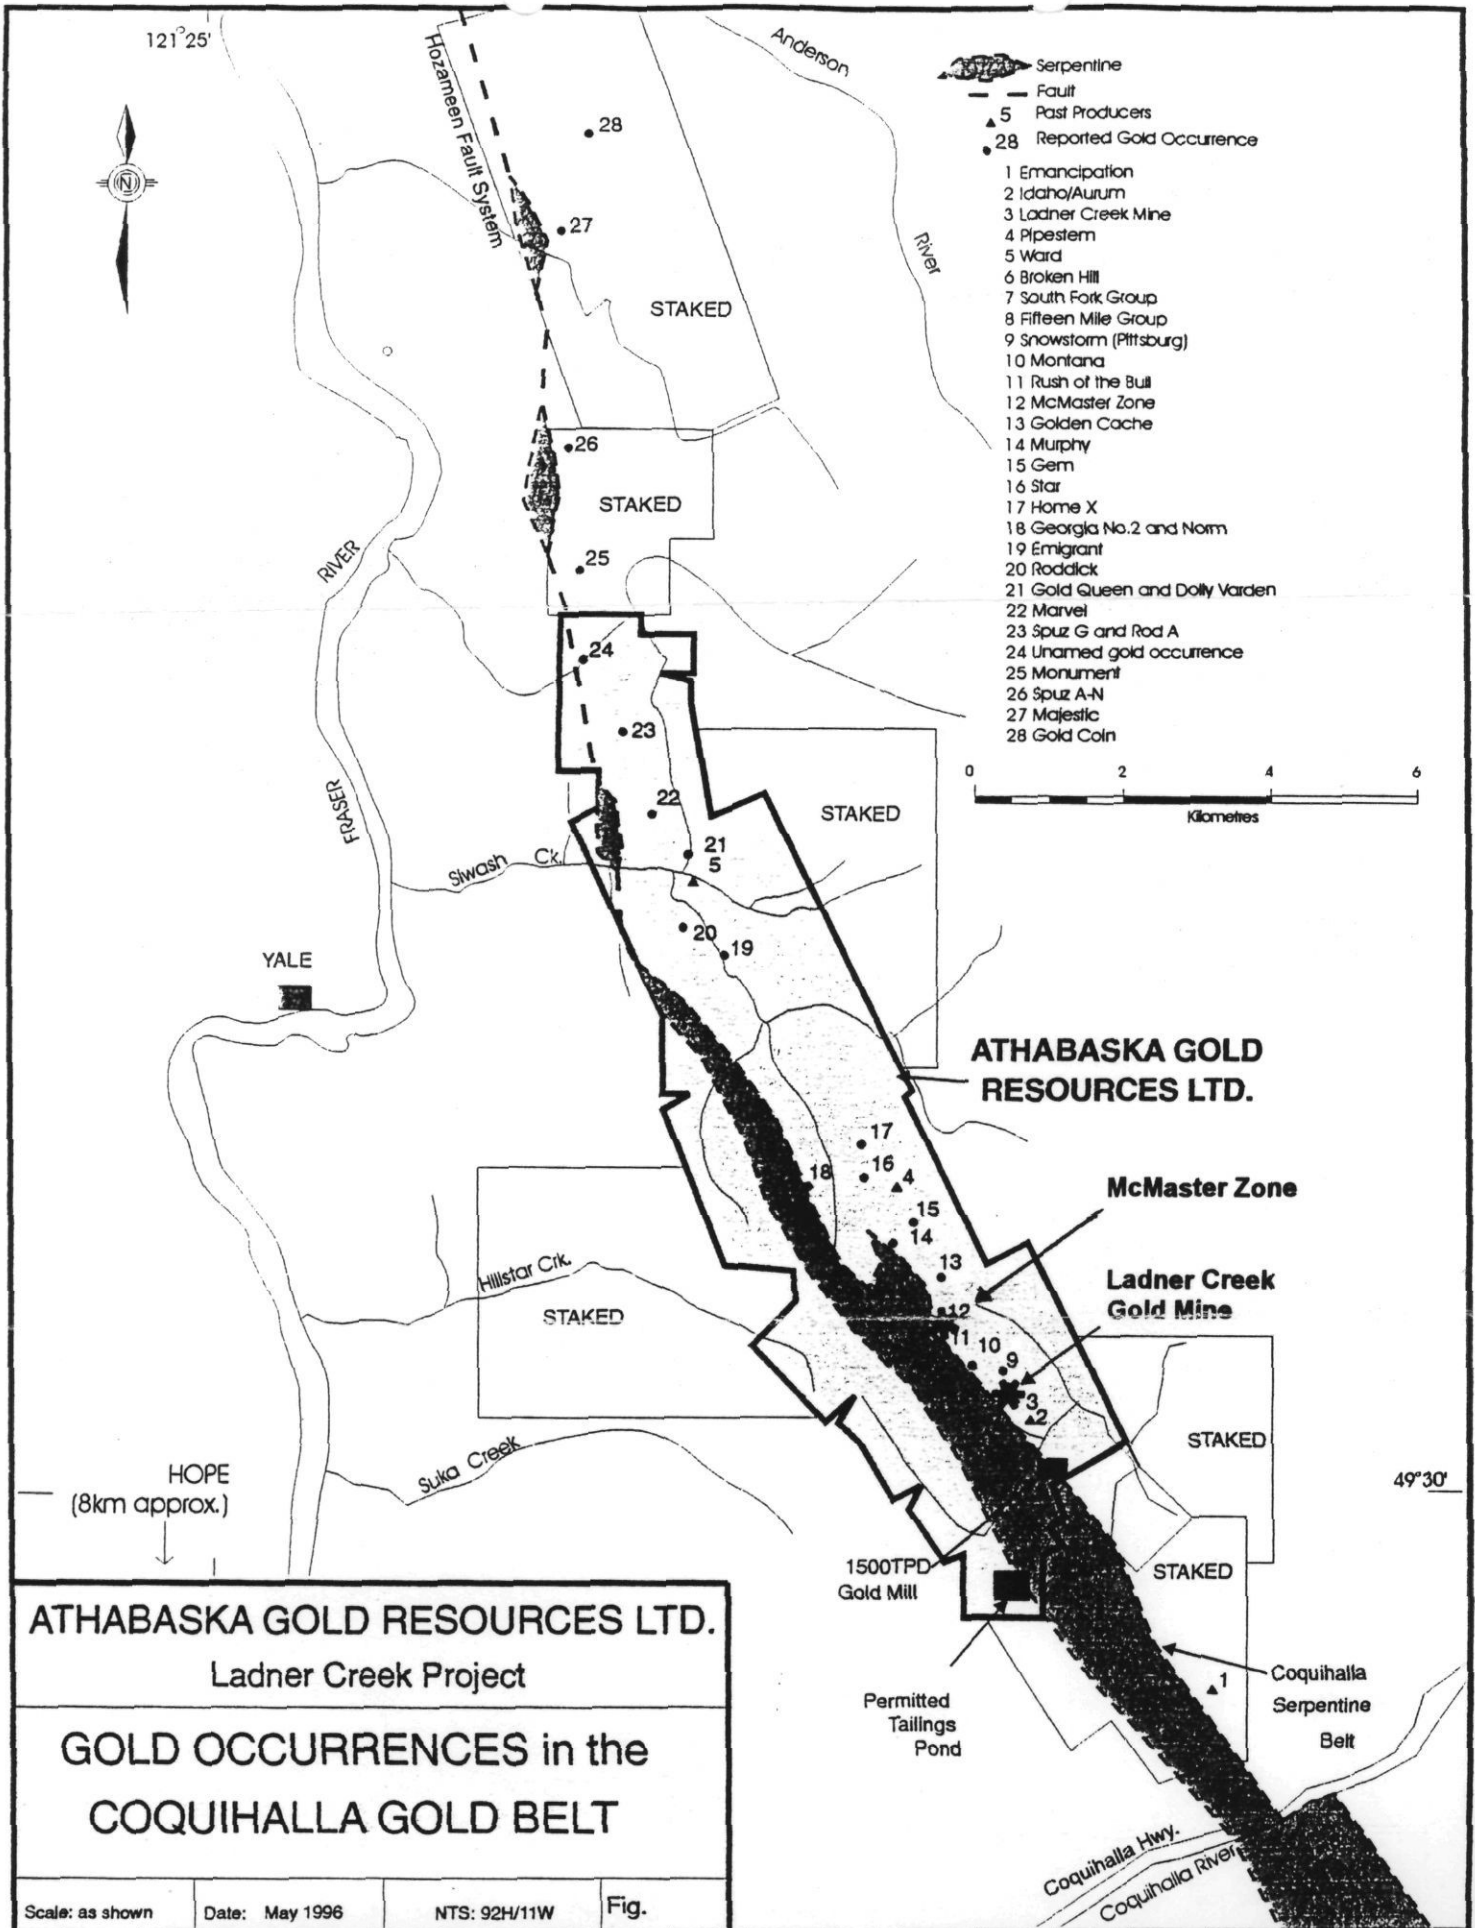 121°25'
Hozameen Fault System
Anderson
River
Serpentine
Fault
5 Past Producers
28 Reported Gold Occurrence
1 Emancipation
2 Idaho/Aurum
3 Ladner Creek Mine
4 Pipestem
5 Ward
6 Broken Hill
7 South Fork Group
8 Fifteen Mile Group
9 Snowstorm (Pittsburg)
10 Montana
11 Rush of the Bull
12 McMaster Zone
13 Golden Cache
14 Murphy
15 Gem
16 Star
17 Home X
18 Georgia No.2 and Norm
19 Emigrant
20 Roddick
21 Gold Queen and Dolly Varden
22 Marvel
23 Spuz G and Rod A
24 Unamed gold occurrence
25 Monument
26 Spuz A-N
27 Majestic
28 Gold Coin
0 2 4 6
Kilometres
N
28
27
STAKED
26
STAKED
25
RIVER
24
23
FRASER
22
STAKED
21
5
Siwash Ck.
20
19
YALE
ATHABASKA GOLD
RESOURCES LTD.
17
16
18
4
McMaster Zone
15
14
13
Hillstar Crk.
Ladner Creek
Gold Mine
STAKED
12
11
10
9
3
2
STAKED
Suka Creek
HOPE
(8km approx.)
49°30'
1500TPD
Gold Mill
STAKED
Permitted
Tailings
Pond
1
Coquihalla
Serpentine
Belt
Coquihalla Hwy.
Coquihalla River
ATHABASKA GOLD RESOURCES LTD.
Ladner Creek Project
GOLD OCCURRENCES in the
COQUIHALLA GOLD BELT
Scale: as shown
Date: May 1996
NTS: 92H/11W
Fig.